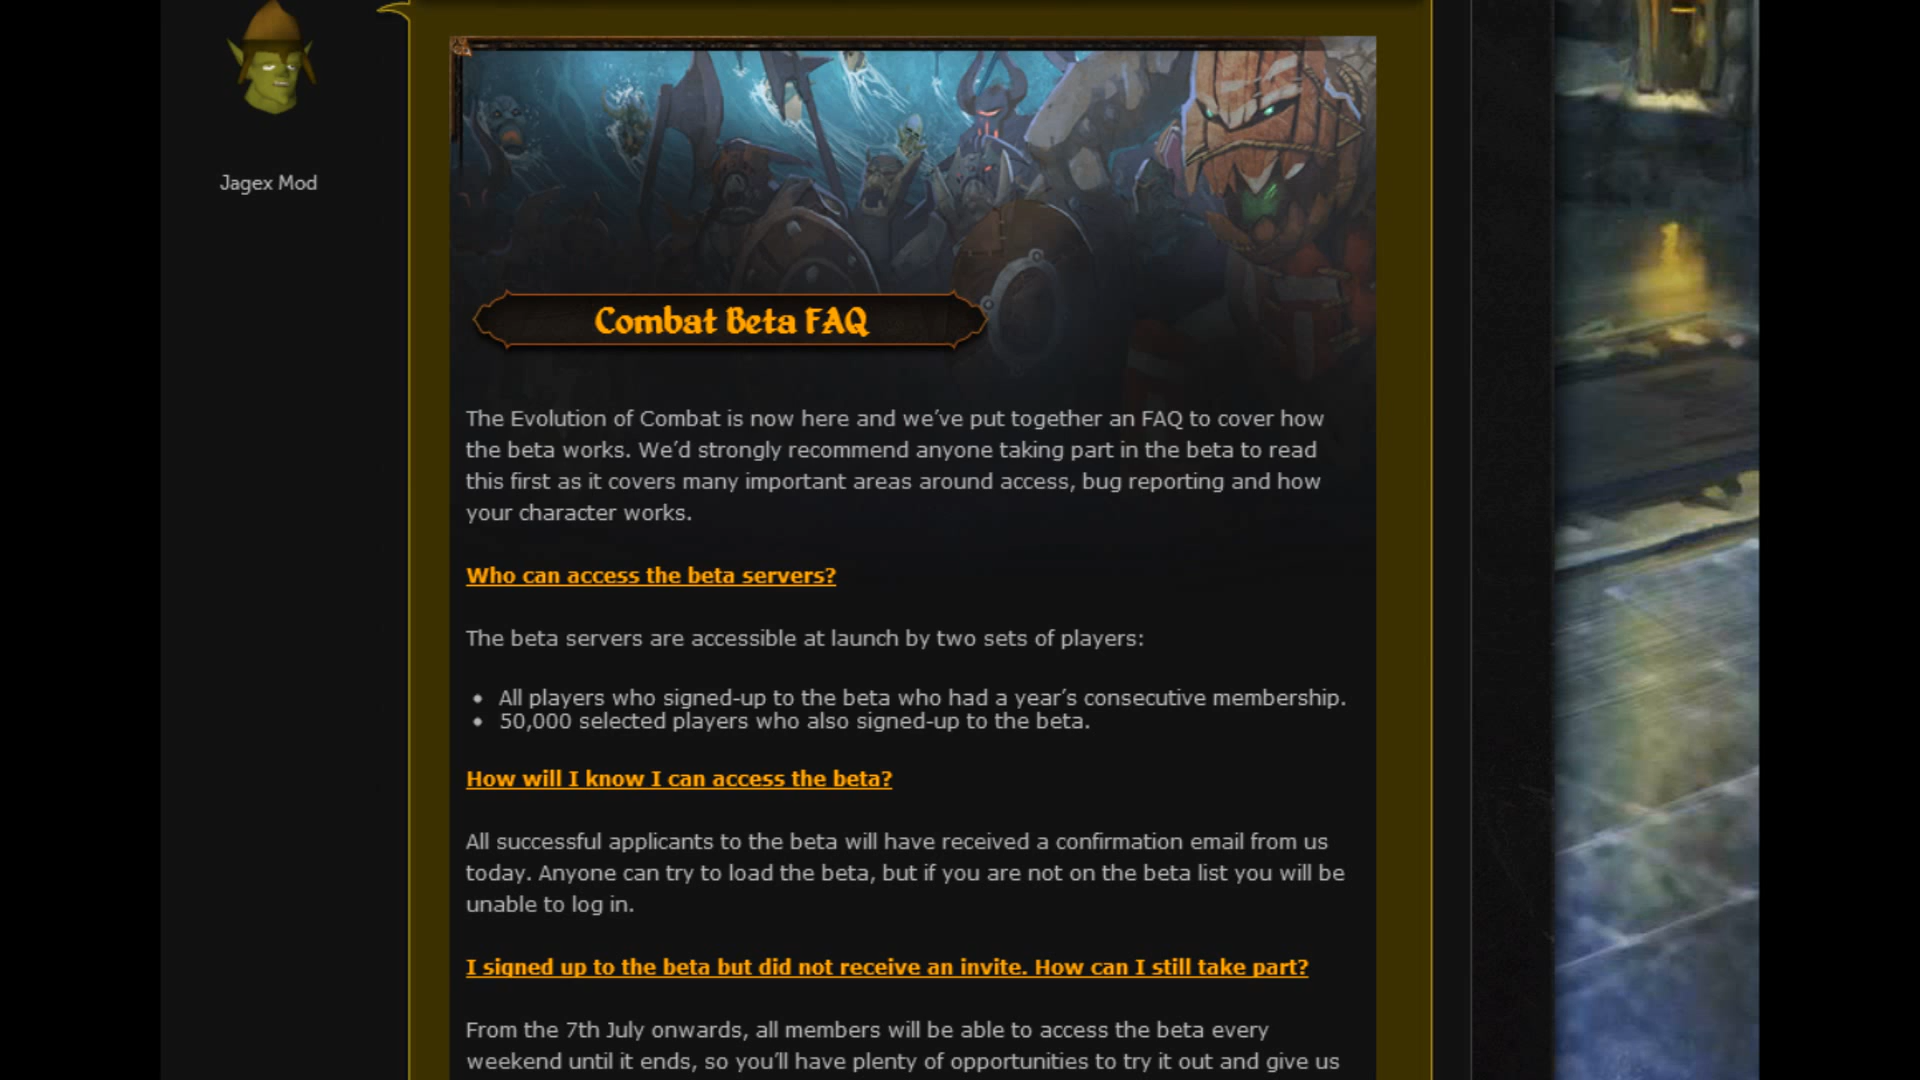 Jagex Mod
Combat Beta FAQ
The Evolution of Combat is now here and we've put together an FAQ to cover how
the beta works. We'd strongly recommend anyone taking part in the beta to read
this first as it covers many important areas around access, bug reporting and how
your character works.
Who can access the beta servers?
The beta servers are accessible at launch by two sets of players:
• All players who signed-up to the beta who had a year's consecutive membership.
• 50,000 selected players who also signed-up to the beta.
How will I know I can access the beta?
All successful applicants to the beta will have received a confirmation email from us
today. Anyone can try to load the beta, but if you are not on the beta list you will be
unable to log in.
I signed up to the beta but did not receive an invite. How can I still take part?
From the 7th July onwards, all members will be able to access the beta every
weekend until it ends, so you'll have plenty of opportunities to try it out and give us